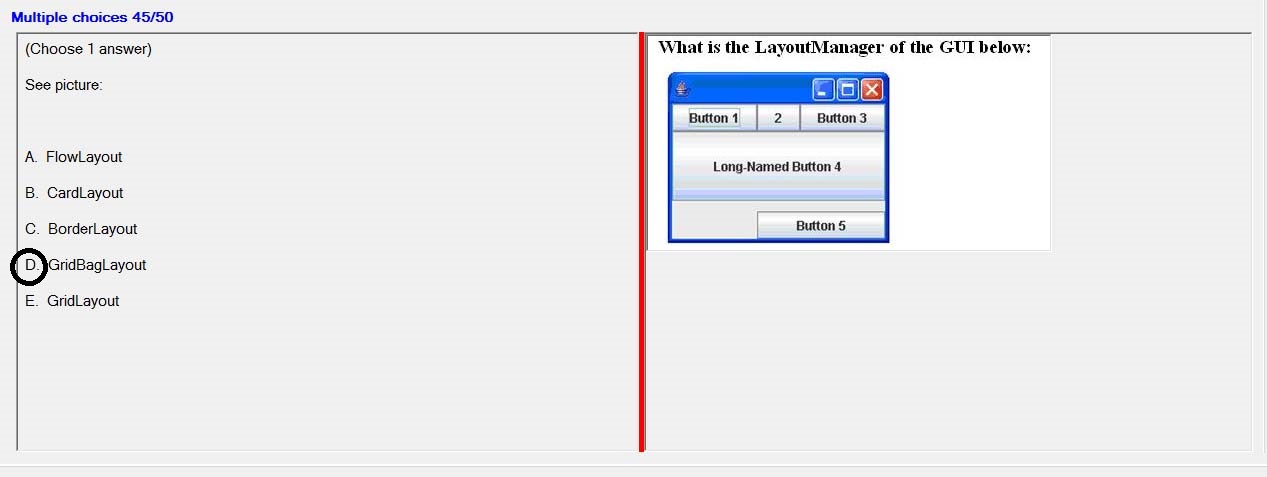 Multiple choices 45/50
(Choose 1 answer)
See picture:
A. FlowLayout
B. CardLayout
C. BorderLayout
D. GridBagLayout
E. GridLayout
What is the LayoutManager of the GUI below:
Button 1 2 Button 3
Long-Named Button 4
Button 5